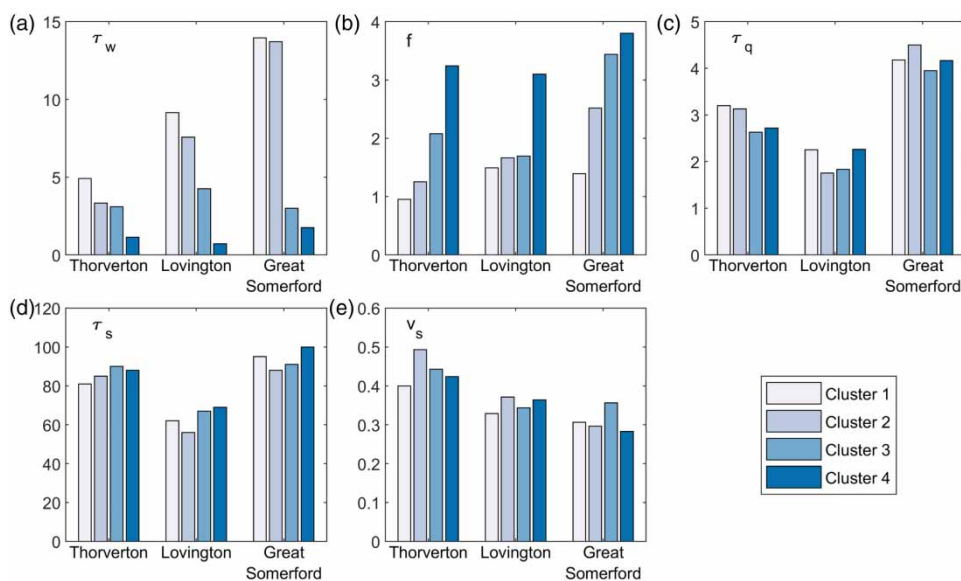 (a)
τ w
15
10
5
0
Thorverton Lovington Great
Somerford
(b)
f
4
3
2
1
0
Thorverton Lovington Great
Somerford
(c)
τ q
5
4
3
2
1
0
Thorverton Lovington Great
Somerford
(d)
τ s
120
100
80
60
40
20
0
Thorverton Lovington Great
Somerford
(e)
v s
0.6
0.5
0.4
0.3
0.2
0.1
0
Thorverton Lovington Great
Somerford
Cluster 1
Cluster 2
Cluster 3
Cluster 4